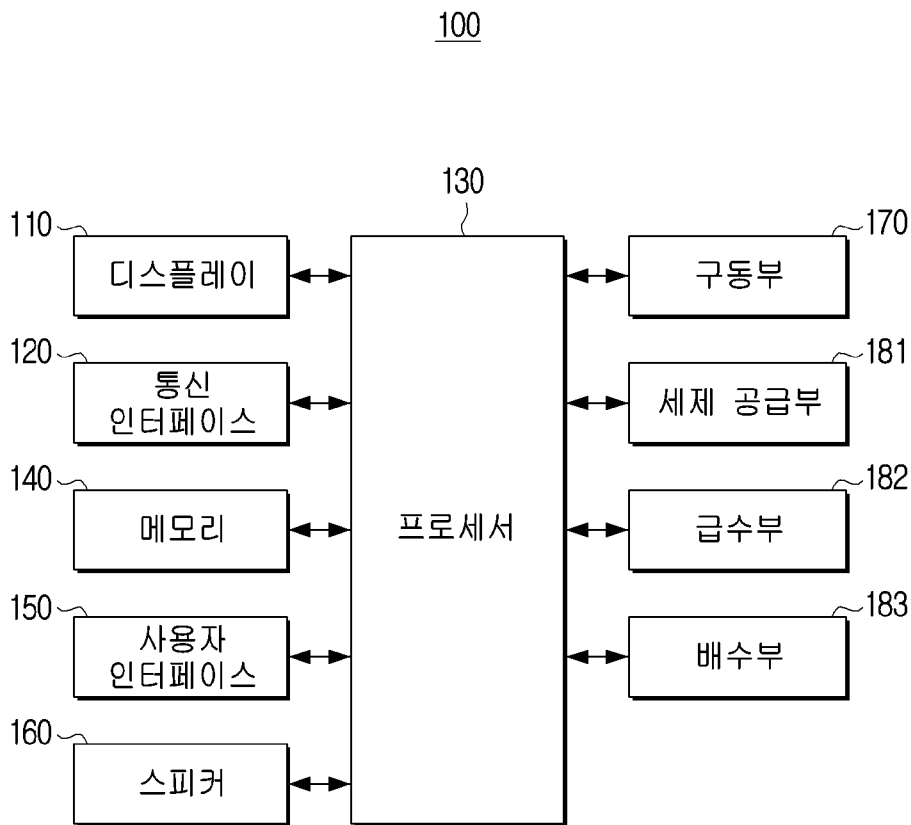 100
130
110
디스플레이
170
구동부
120
통신
인터페이스
181
세제 공급부
140
메모리
프로세서
182
급수부
150
사용자
인터페이스
183
배수부
160
스피커